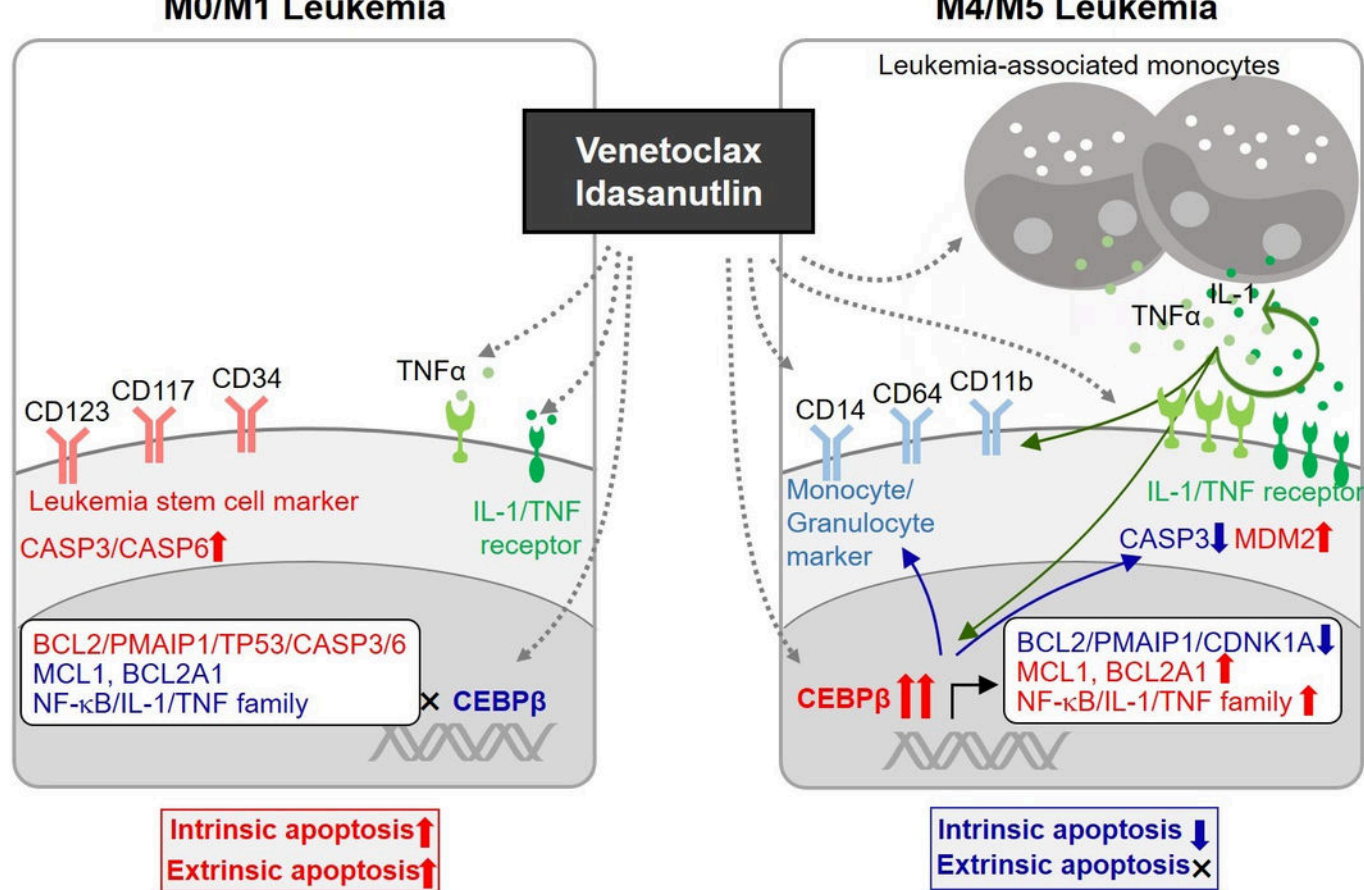 M0/M1 Leukemia
M4/M5 Leukemia
Venetoclax
Idasanutlin
CD123
CD117
CD34
TNFα
Leukemia stem cell marker
CASP3/CASP6
IL-1/TNF
receptor
BCL2/PMAIP1/TP53/CASP3/6
MCL1, BCL2A1
NF-κB/IL-1/TNF family
× CEBPβ
Intrinsic apoptosis
Extrinsic apoptosis
Leukemia-associated monocytes
IL-1
TNFα
CD14
CD64
CD11b
Monocyte/
Granulocyte
marker
IL-1/TNF receptor
CASP3 MDM2
CEBPβ
BCL2/PMAIP1/CDNK1A
MCL1, BCL2A1
NF-κB/IL-1/TNF family
Intrinsic apoptosis
Extrinsic apoptosis×